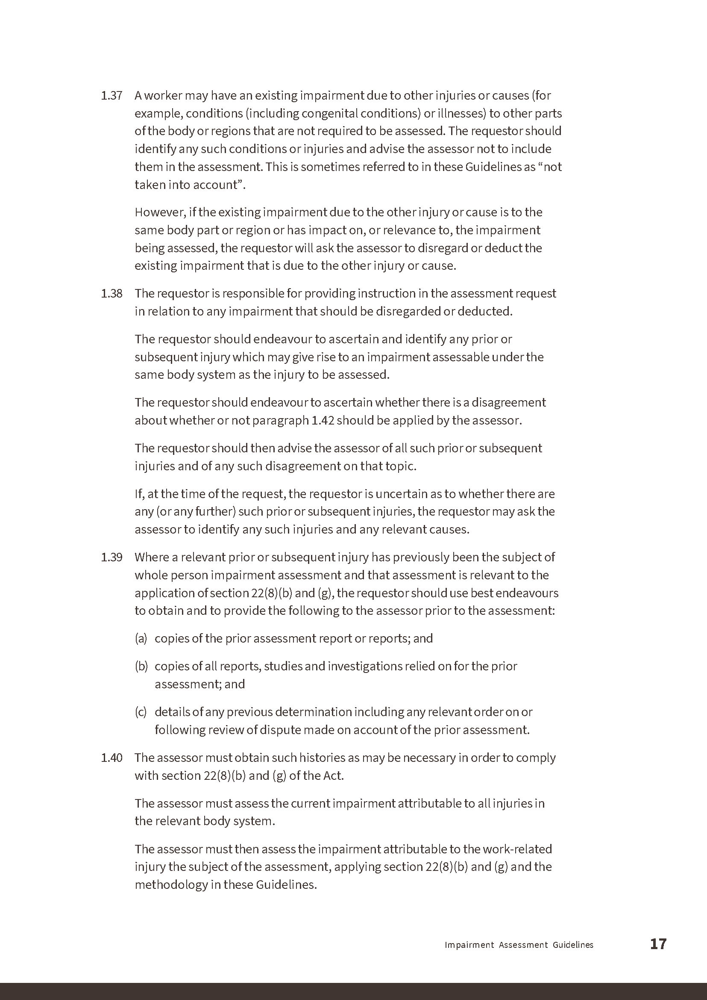 1.37 A worker may have an existing impairment due to other injuries or causes (for
example, conditions (including congenital conditions) or illnesses) to other parts
of the body or regions that are not required to be assessed. The requestor should
identify any such conditions or injuries and advise the assessor not to include
them in the assessment. This is sometimes referred to in these Guidelines as “not
taken into account”.
However, if the existing impairment due to the other injury or cause is to the
same body part or region or has impact on, or relevance to, the impairment
being assessed, the requestor will ask the assessor to disregard or deduct the
existing impairment that is due to the other injury or cause.
1.38 The requestor is responsible for providing instruction in the assessment request
in relation to any impairment that should be disregarded or deducted.
The requestor should endeavour to ascertain and identify any prior or
subsequent injury which may give rise to an impairment assessable under the
same body system as the injury to be assessed.
The requestor should endeavour to ascertain whether there is a disagreement
about whether or not paragraph 1.42 should be applied by the assessor.
The requestor should then advise the assessor of all such prior or subsequent
injuries and of any such disagreement on that topic.
If, at the time of the request, the requestor is uncertain as to whether there are
any (or any further) such prior or subsequent injuries, the requestor may ask the
assessor to identify any such injuries and any relevant causes.
1.39 Where a relevant prior or subsequent injury has previously been the subject of
whole person impairment assessment and that assessment is relevant to the
application of section 22(8)(b) and (g), the requestor should use best endeavours
to obtain and to provide the following to the assessor prior to the assessment:
(a) copies of the prior assessment report or reports; and
(b) copies of all reports, studies and investigations relied on for the prior
assessment; and
(c) details of any previous determination including any relevant order on or
following review of dispute made on account of the prior assessment.
1.40 The assessor must obtain such histories as may be necessary in order to comply
with section 22(8)(b) and (g) of the Act.
The assessor must assess the current impairment attributable to all injuries in
the relevant body system.
The assessor must then assess the impairment attributable to the work-related
injury the subject of the assessment, applying section 22(8)(b) and (g) and the
methodology in these Guidelines.
Impairment Assessment Guidelines 17